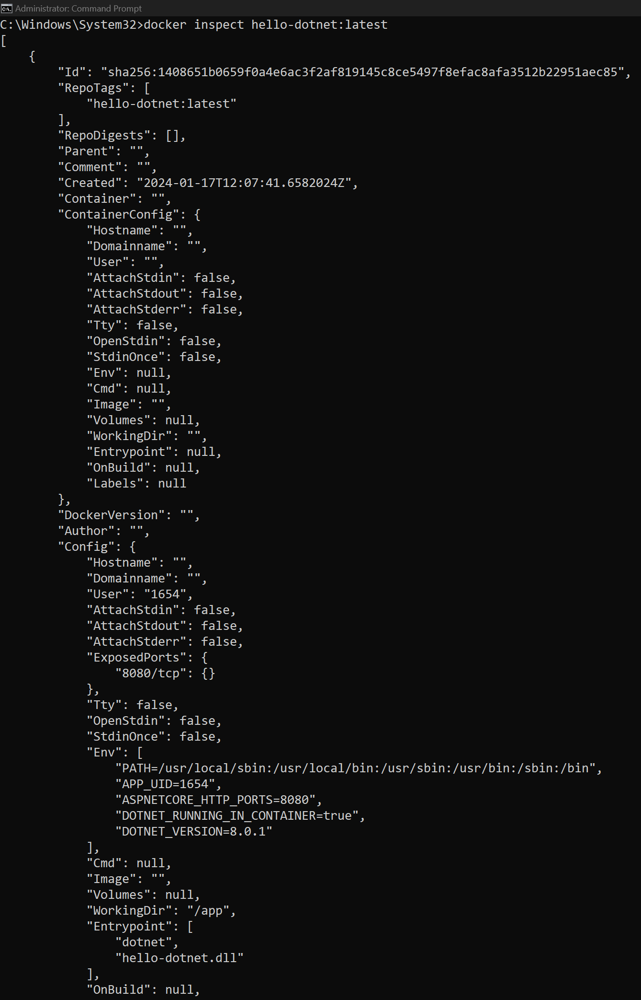 Administrator: Command Prompt
C:\Windows\System32>docker inspect hello-dotnet:latest
[
    {
        "Id": "sha256:1408651b0659f0a4e6ac3f2af819145c8ce5497f8efac8afa3512b22951aec85",
        "RepoTags": [
            "hello-dotnet:latest"
        ],
        "RepoDigests": [],
        "Parent": "",
        "Comment": "",
        "Created": "2024-01-17T12:07:41.6582024Z",
        "Container": "",
        "ContainerConfig": {
            "Hostname": "",
            "Domainname": "",
            "User": "",
            "AttachStdin": false,
            "AttachStdout": false,
            "AttachStderr": false,
            "Tty": false,
            "OpenStdin": false,
            "StdinOnce": false,
            "Env": null,
            "Cmd": null,
            "Image": "",
            "Volumes": null,
            "WorkingDir": "",
            "Entrypoint": null,
            "OnBuild": null,
            "Labels": null
        },
        "DockerVersion": "",
        "Author": "",
        "Config": {
            "Hostname": "",
            "Domainname": "",
            "User": "1654",
            "AttachStdin": false,
            "AttachStdout": false,
            "AttachStderr": false,
            "ExposedPorts": {
                "8080/tcp": {}
            },
            "Tty": false,
            "OpenStdin": false,
            "StdinOnce": false,
            "Env": [
                "PATH=/usr/local/sbin:/usr/local/bin:/usr/sbin:/usr/bin:/sbin:/bin",
                "APP_UID=1654",
                "ASPNETCORE_HTTP_PORTS=8080",
                "DOTNET_RUNNING_IN_CONTAINER=true",
                "DOTNET_VERSION=8.0.1"
            ],
            "Cmd": null,
            "Image": "",
            "Volumes": null,
            "WorkingDir": "/app",
            "Entrypoint": [
                "dotnet",
                "hello-dotnet.dll"
            ],
            "OnBuild": null,